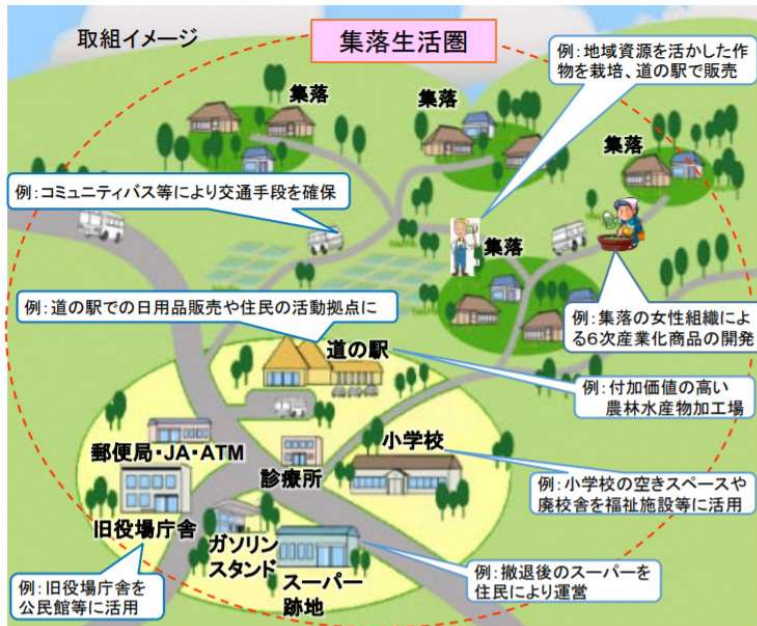 取組イメージ
集落生活圏
例:地域資源を活かした作
物を栽培、道の駅で販売
集落
集落
集落
例:コミュニティバス等により交通手段を確保
集落
例:道の駅での日用品販売や住民の活動拠点に
例:集落の女性組織によ
る6次産業化商品の開発
道の駅
例:付加価値の高い
農林水産物加工場
郵便局・JA・ATM
小学校
診療所
例:小学校の空きスペースや
廃校舎を福祉施設等に活用
旧役場庁舎
ガソリン
スタンド
スーパー
跡地
例:旧役場庁舎を
公民館等に活用
例:撤退後のスーパーを
住民により運営